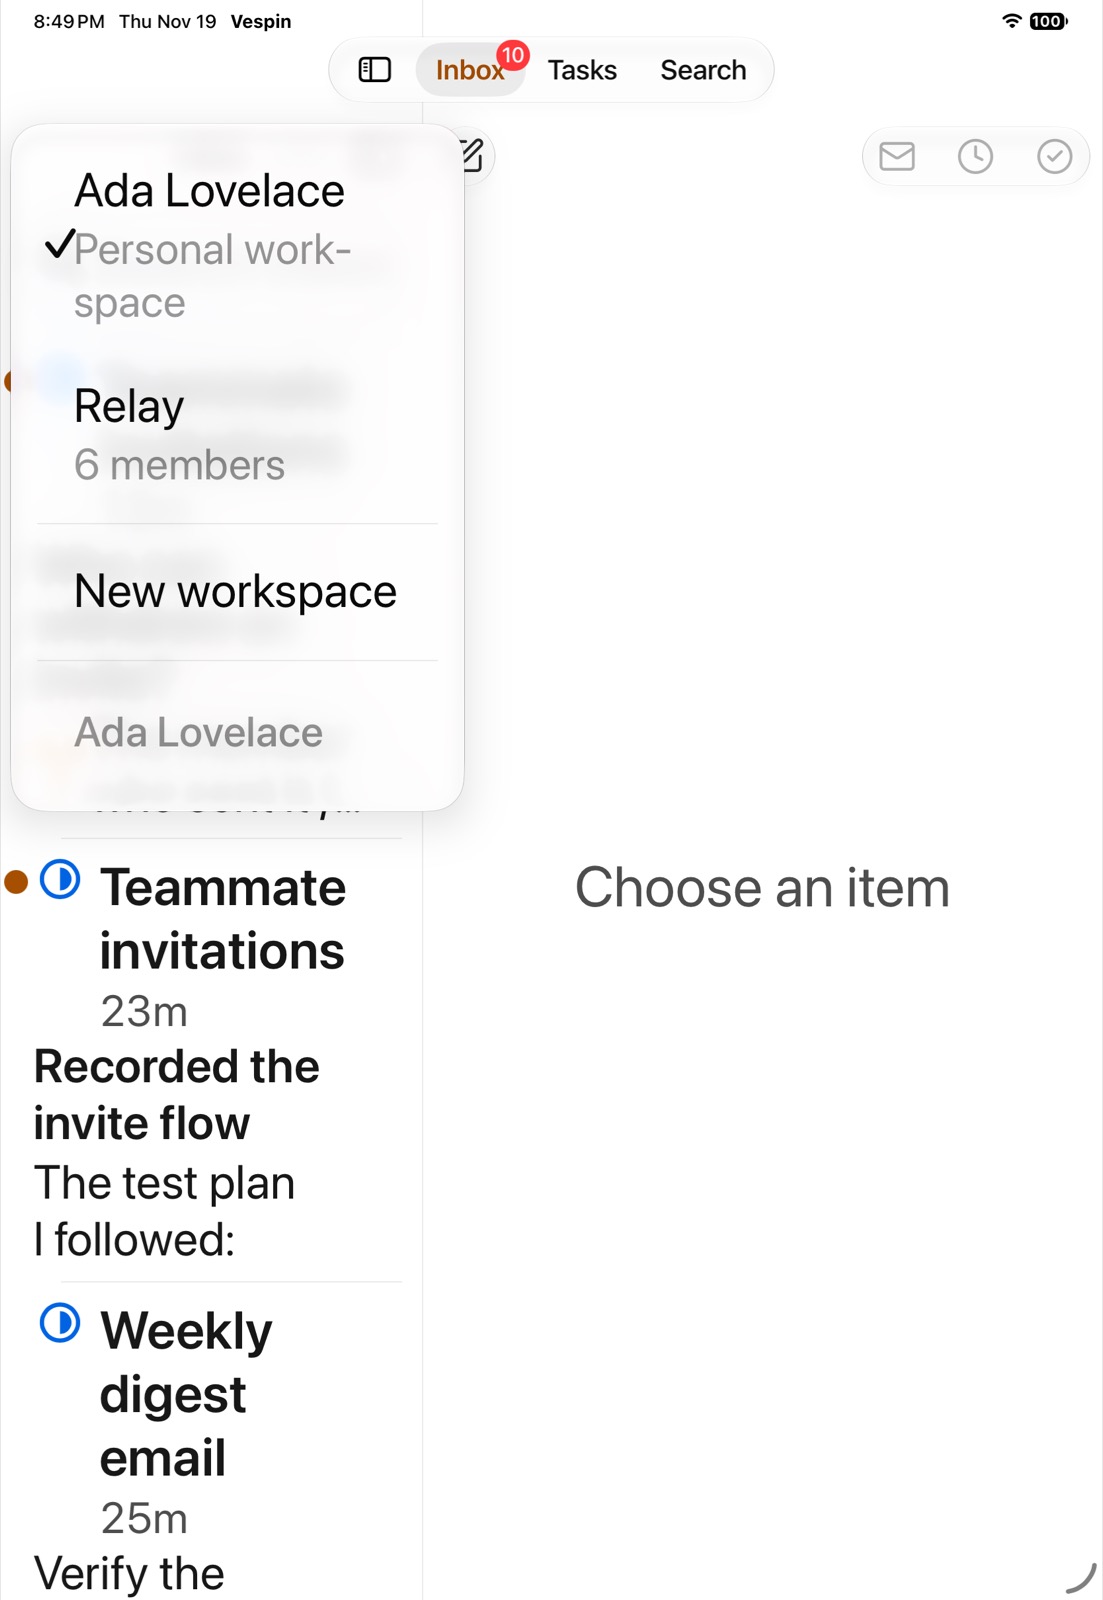 8:49 PM Thu Nov 19 Vespin
100
Inbox
10
Tasks
Search
Ada Lovelace
Personal work-
space
Relay
6 members
New workspace
Ada Lovelace
Teammate
invitations
23m
Recorded the
invite flow
The test plan
I followed:
Weekly
digest
email
25m
Verify the
Choose an item